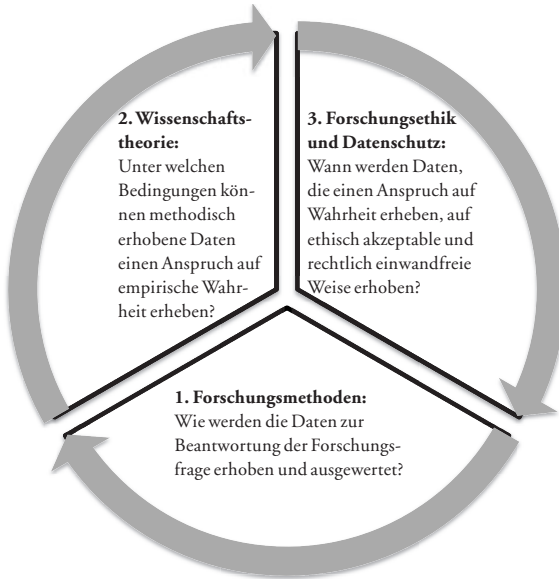 2. Wissenschafts-
theorie:
Unter welchen
Bedingungen kön-
nen methodisch
erhobene Daten
einen Anspruch auf
empirische Wahr-
heit erheben?
3. Forschungsethik
und Datenschutz:
Wann werden Daten,
die einen Anspruch auf
Wahrheit erheben, auf
ethisch akzeptable und
rechtlich einwandfreie
Weise erhoben?
1. Forschungsmethoden:
Wie werden die Daten zur
Beantwortung der Forschungs-
frage erhoben und ausgewertet?